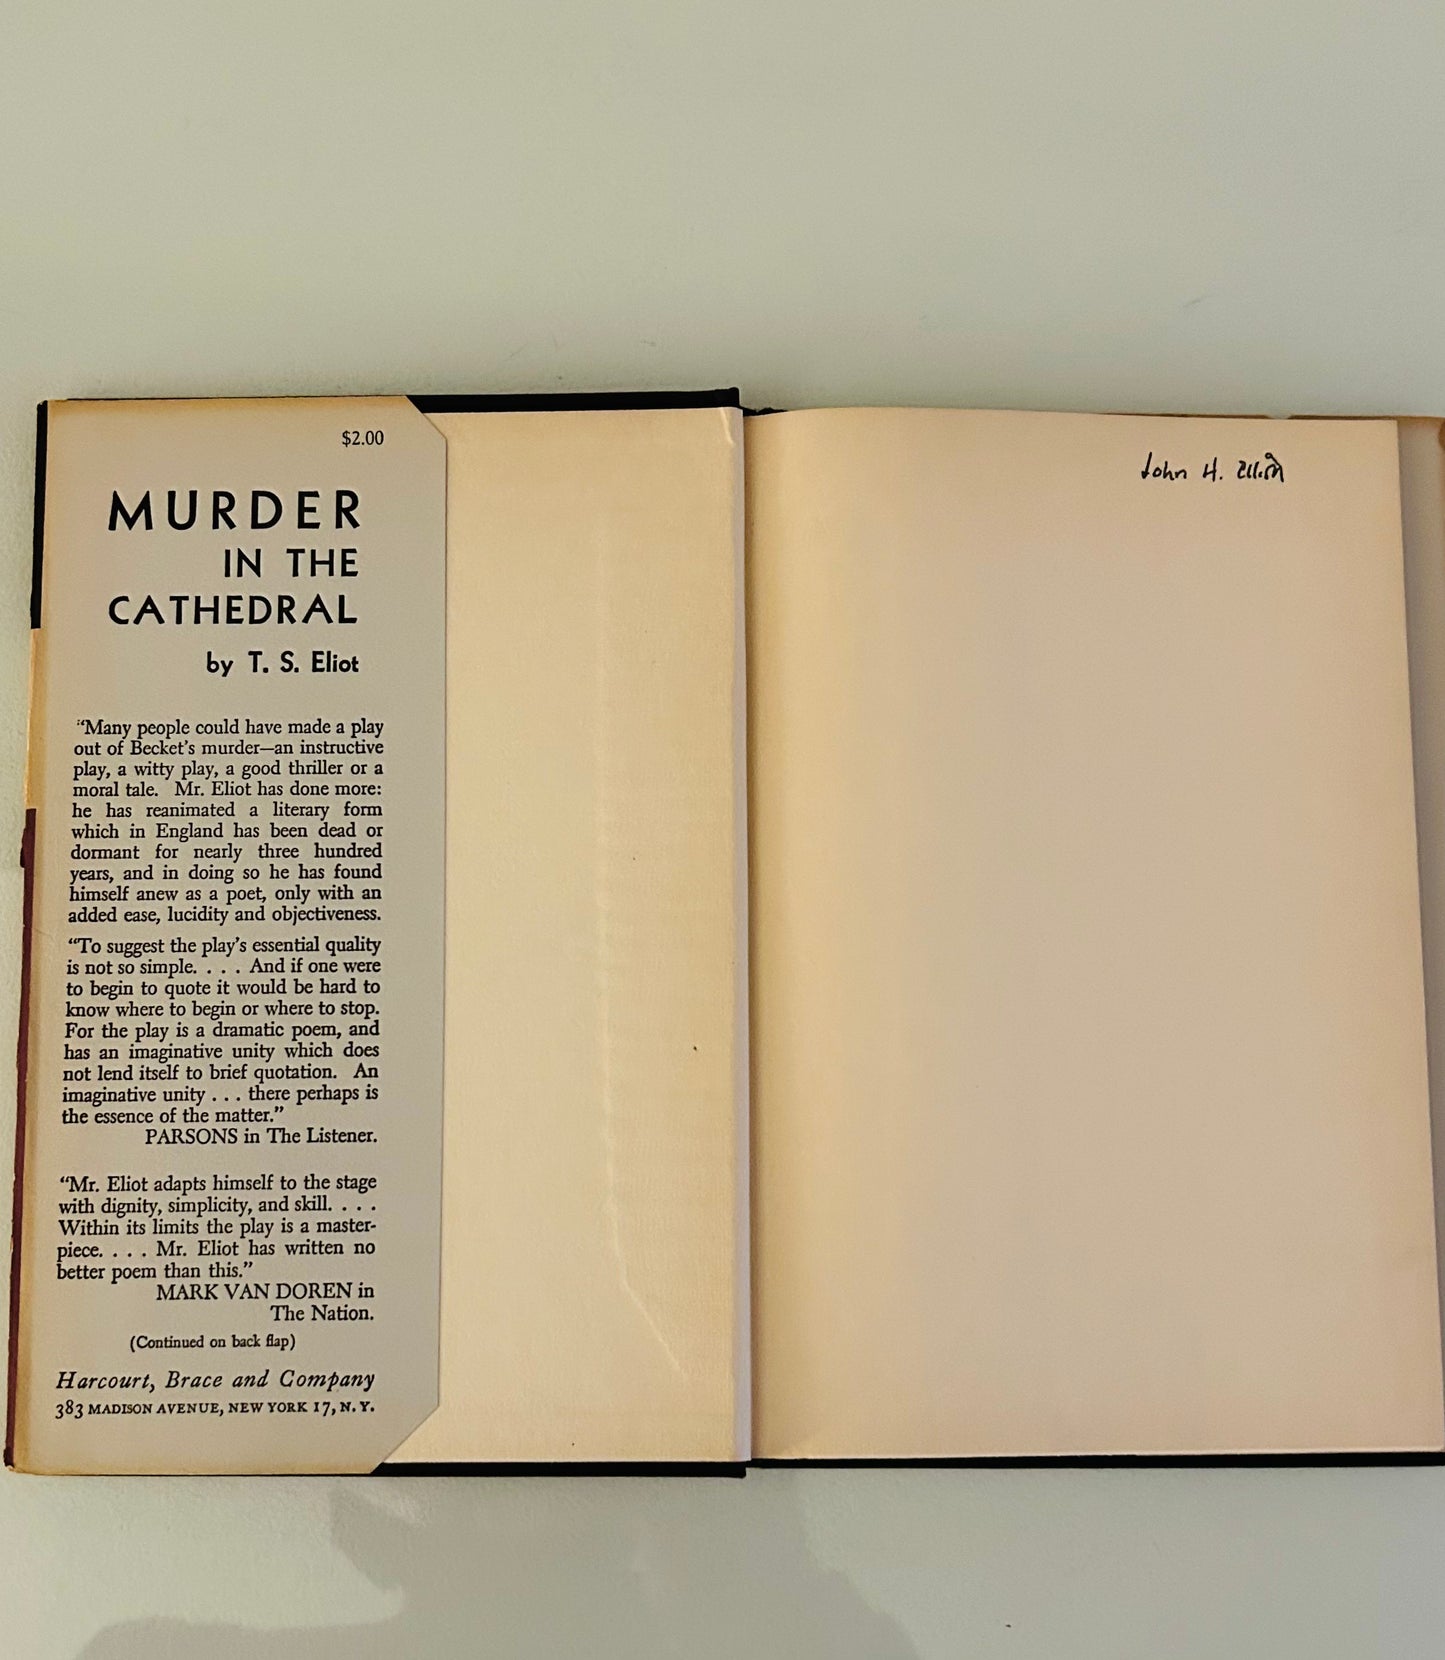 $2.00
MURDER
IN THE
CATHEDRAL
by T. S. Eliot
“Many people could have made a play
out of Becket’s murder—an instructive
play, a witty play, a good thriller or a
moral tale. Mr. Eliot has done more:
he has reanimated a literary form
which in England has been dead or
dormant for nearly three hundred
years, and in doing so he has found
himself anew as a poet, only with an
added ease, lucidity and objectiveness.
“To suggest the play’s essential quality
is not so simple. . . . And if one were
to begin to quote it would be hard to
know where to begin or where to stop.
For the play is a dramatic poem, and
has an imaginative unity which does
not lend itself to brief quotation. An
imaginative unity . . . there perhaps is
the essence of the matter.”
PARSONS in The Listener.
“Mr. Eliot adapts himself to the stage
with dignity, simplicity, and skill. . . .
Within its limits the play is a master-
piece. . . . Mr. Eliot has written no
better poem than this.”
MARK VAN DOREN in
The Nation.
(Continued on back flap)
Harcourt, Brace and Company
383 MADISON AVENUE, NEW YORK 17, N. Y.
John H.